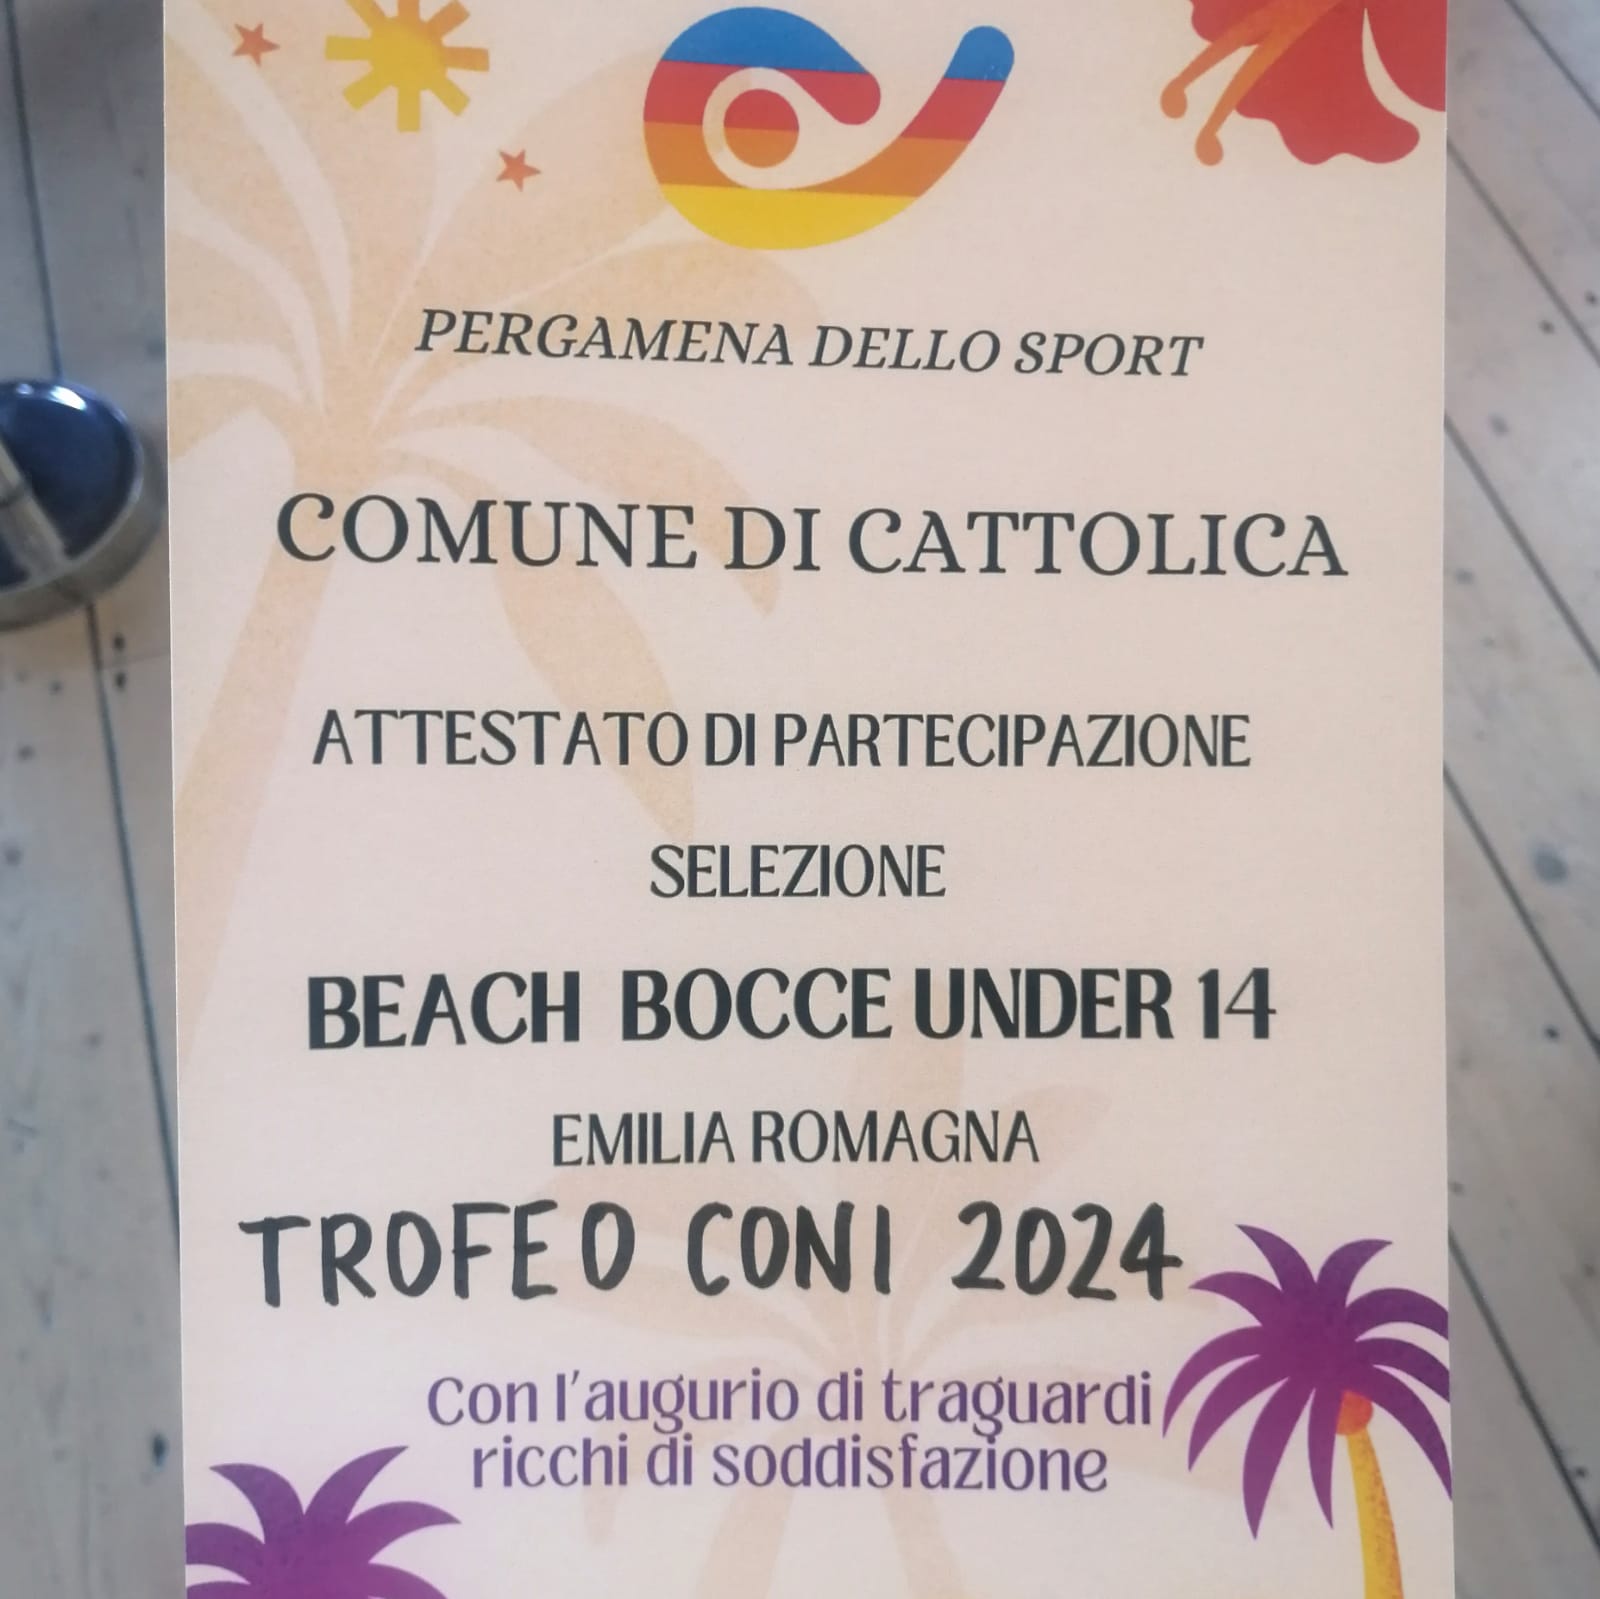 PERGAMENA DELLO SPORT
COMUNE DI CATTOLICA
ATTESTATO DI PARTECIPAZIONE
SELEZIONE
BEACH BOCCE UNDER 14
EMILIA ROMAGNA
TROFEO CONI 2024
Con l'augurio di traguardi
ricchi di soddisfazione